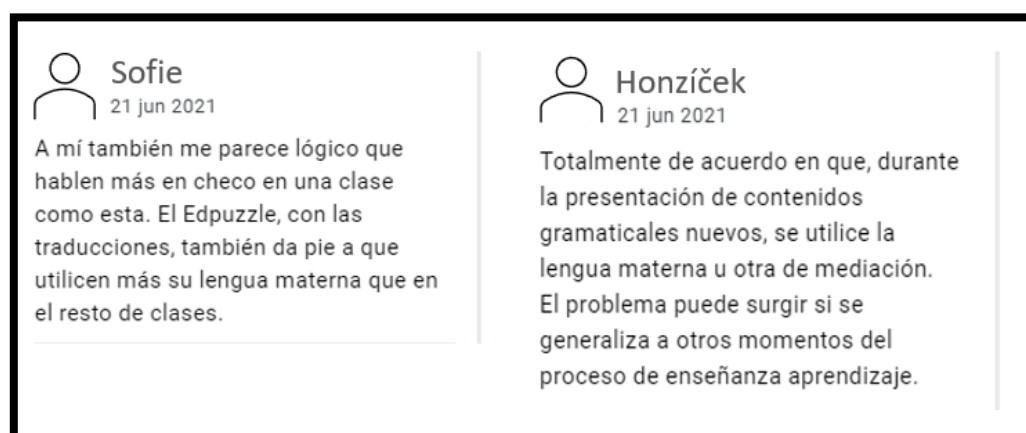 Sofie
21 jun 2021
A mí también me parece lógico que
hablen más en checo en una clase
como esta. El Edpuzzle, con las
traducciones, también da pie a que
utilicen más su lengua materna que en
el resto de clases.
Honzíček
21 jun 2021
Totalmente de acuerdo en que, durante
la presentación de contenidos
gramaticales nuevos, se utilice la
lengua materna u otra de mediación.
El problema puede surgir si se
generaliza a otros momentos del
proceso de enseñanza aprendizaje.